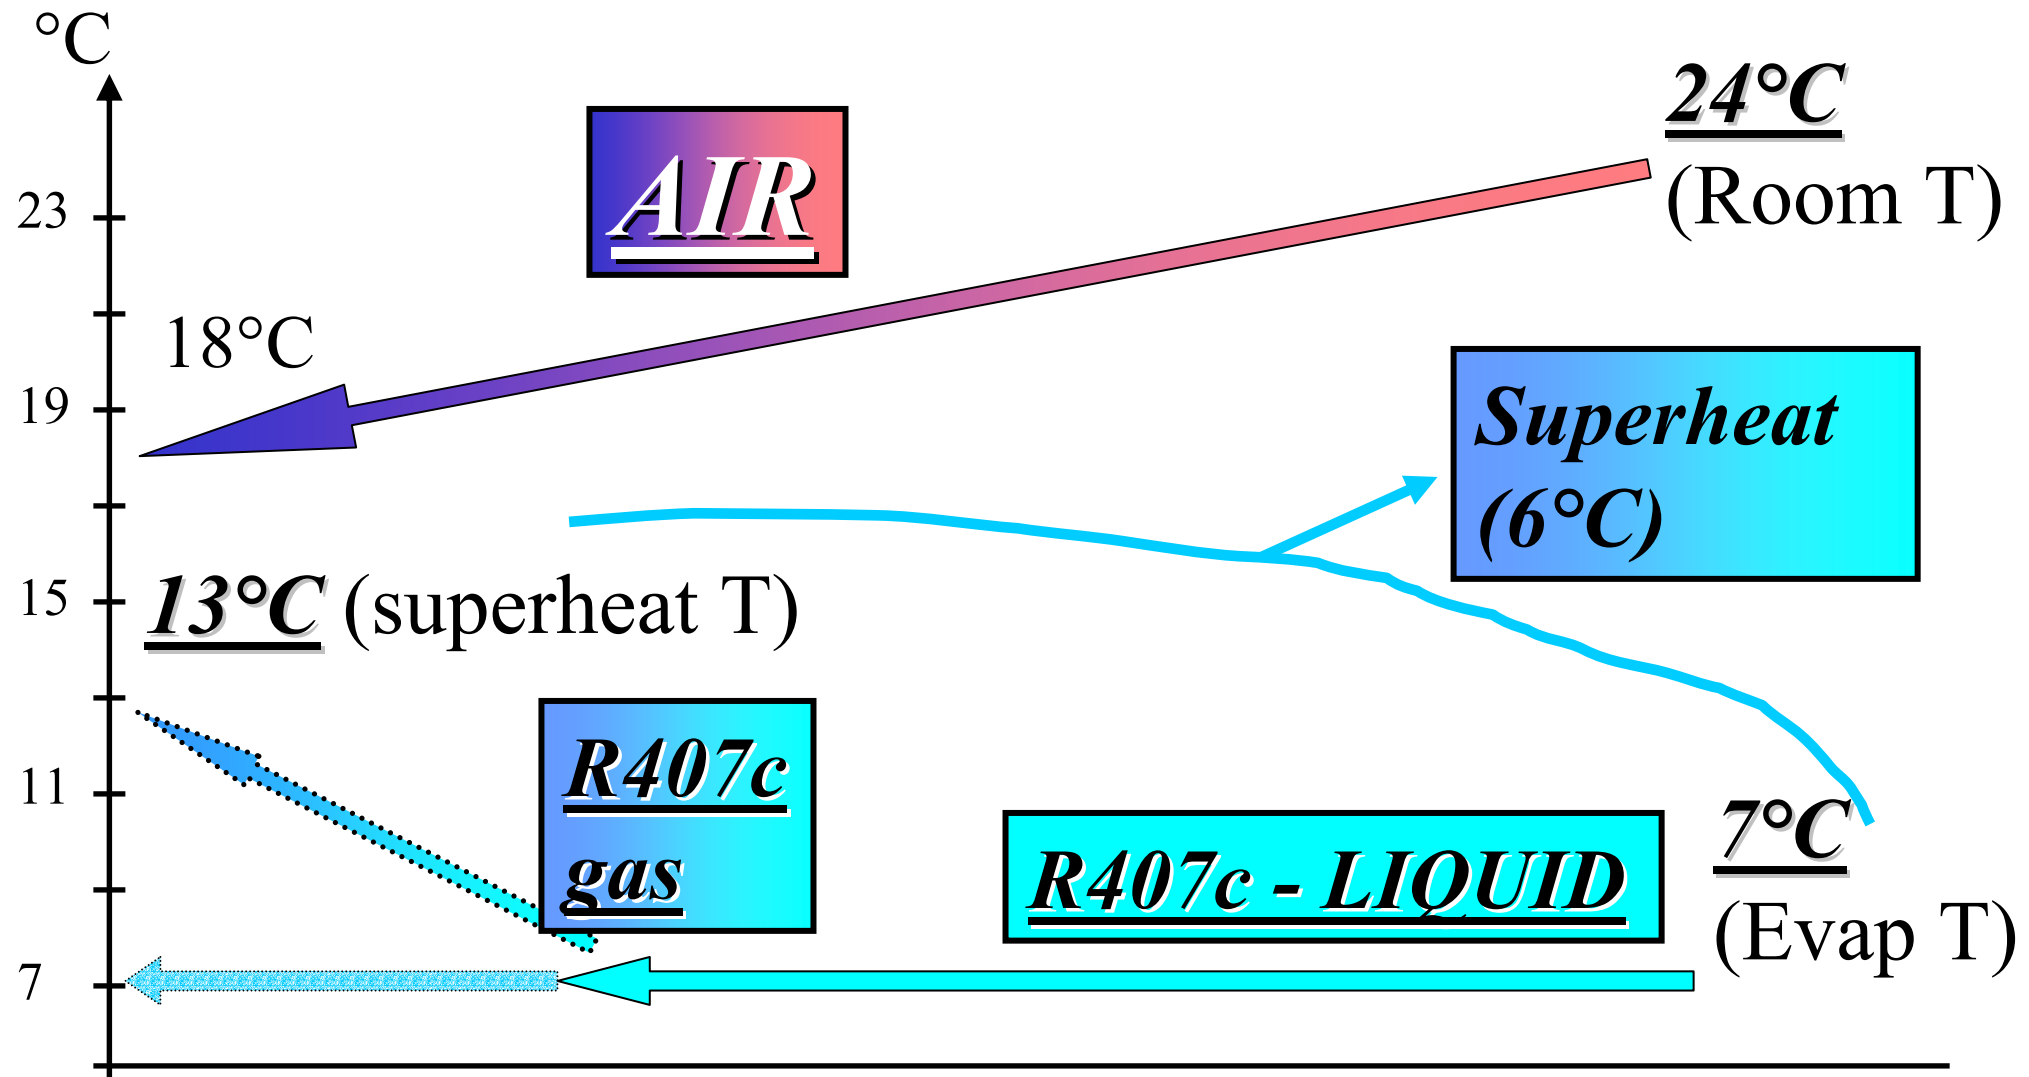 °C
24°C
(Room T)
AIR
23
18°C
19
Superheat
(6°C)
15
13°C (superheat T)
R407c
gas
11
7°C
(Evap T)
R407c - LIQUID
7